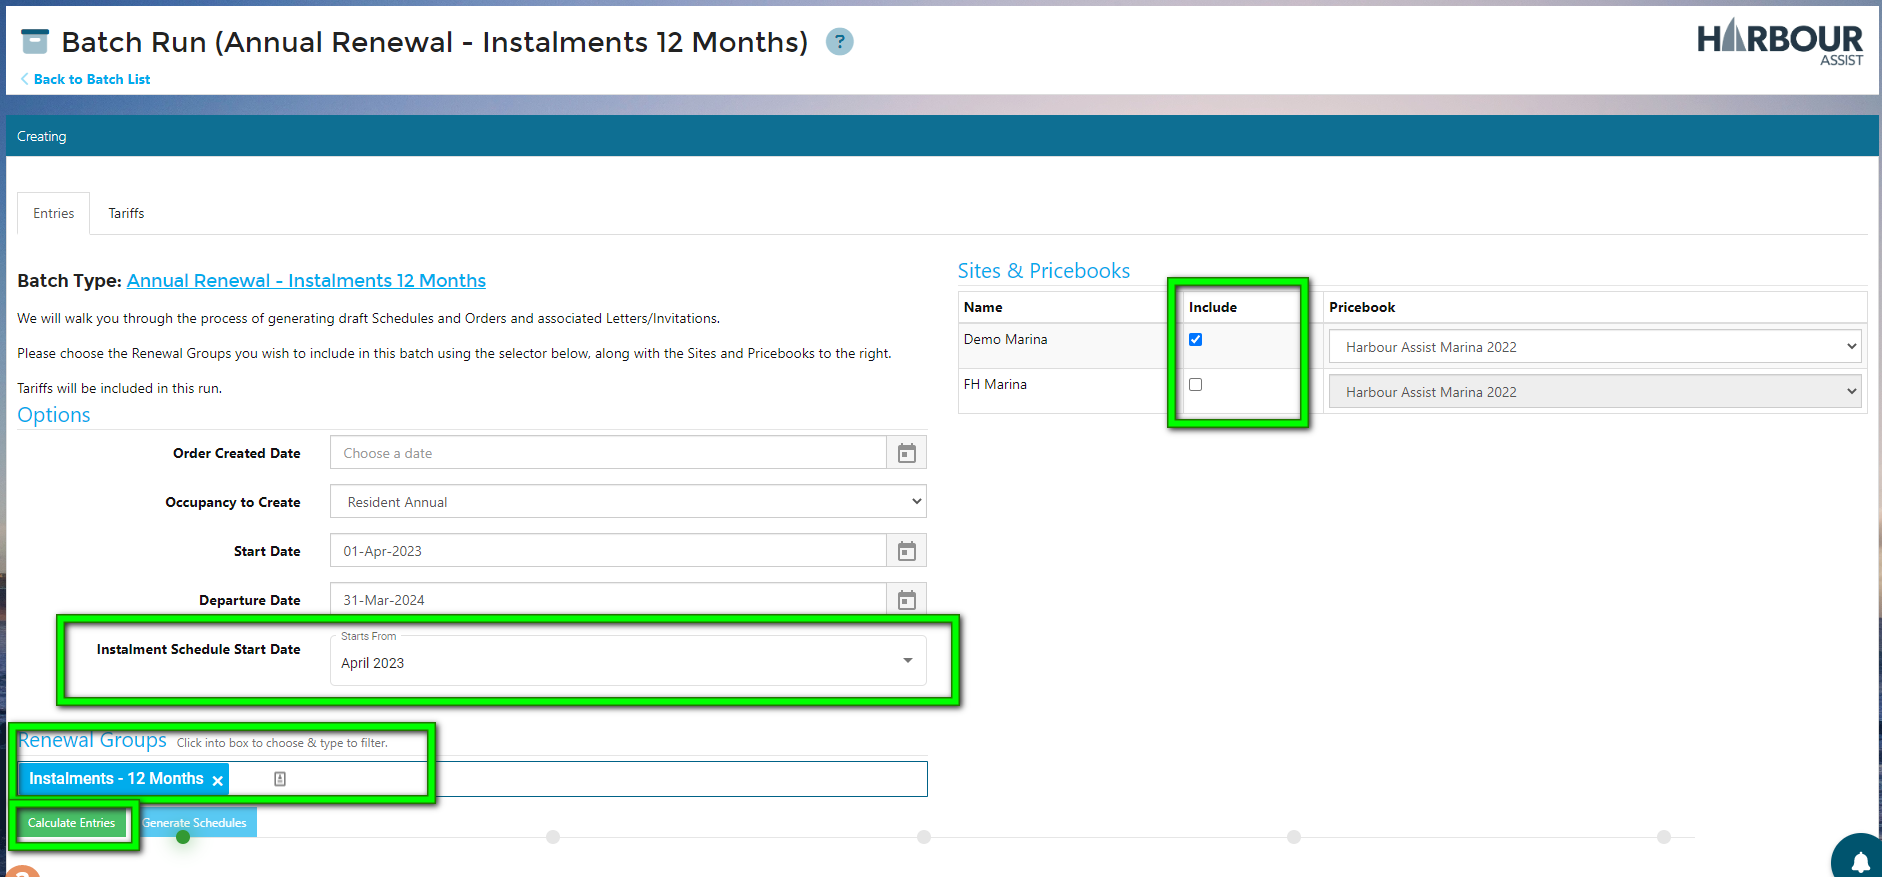 Batch Run (Annual Renewal - Instalments 12 Months) ?
HARBOUR
ASSIST
Back to Batch List
Creating
Entries Tariffs
Batch Type: Annual Renewal - Instalments 12 Months
We will walk you through the process of generating draft Schedules and Orders and associated Letters/Invitations.
Please choose the Renewal Groups you wish to include in this batch using the selector below, along with the Sites and Pricebooks to the right.
Tariffs will be included in this run.
Options
Order Created Date Choose a date
Occupancy to Create Resident Annual
Start Date 01-Apr-2023
Departure Date 31-Mar-2024
Starts From
Instalment Schedule Start Date April 2023
Renewal Groups Click into box to choose & type to filter.
Instalments - 12 Months ×
Calculate Entries Generate Schedules
Sites & Pricebooks
Name Include Pricebook
Demo Marina Harbour Assist Marina 2022
FH Marina Harbour Assist Marina 2022